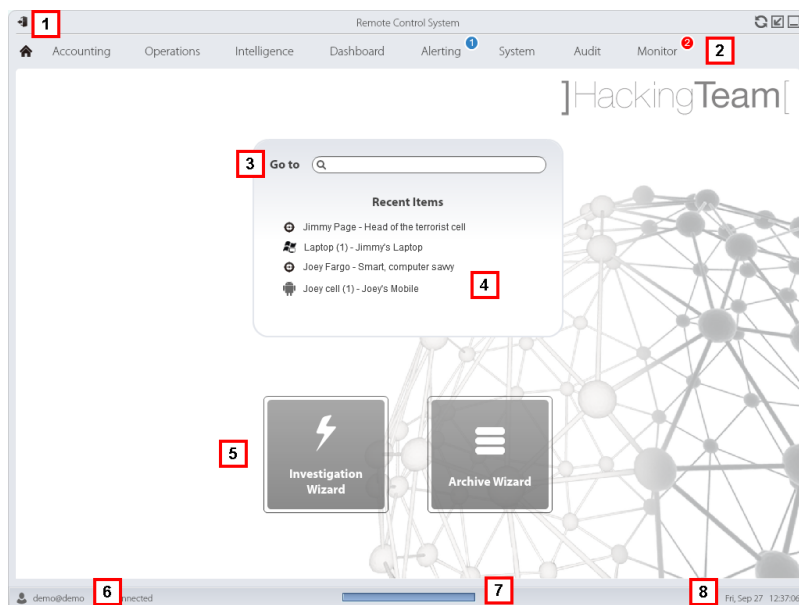 1
Remote Control System
Accounting Operations Intelligence Dashboard Alerting 1 System Audit Monitor 2 2
]HackingTeam[
3 Go to
Recent Items
Jimmy Page - Head of the terrorist cell
Laptop (1) - Jimmy's Laptop
Joey Fargo - Smart, computer savvy
4
Joey cell (1) - Joey's Mobile
5
Investigation
Wizard
Archive Wizard
demo@demo 6 nnected 7 8 Fri, Sep 27 12:37:06